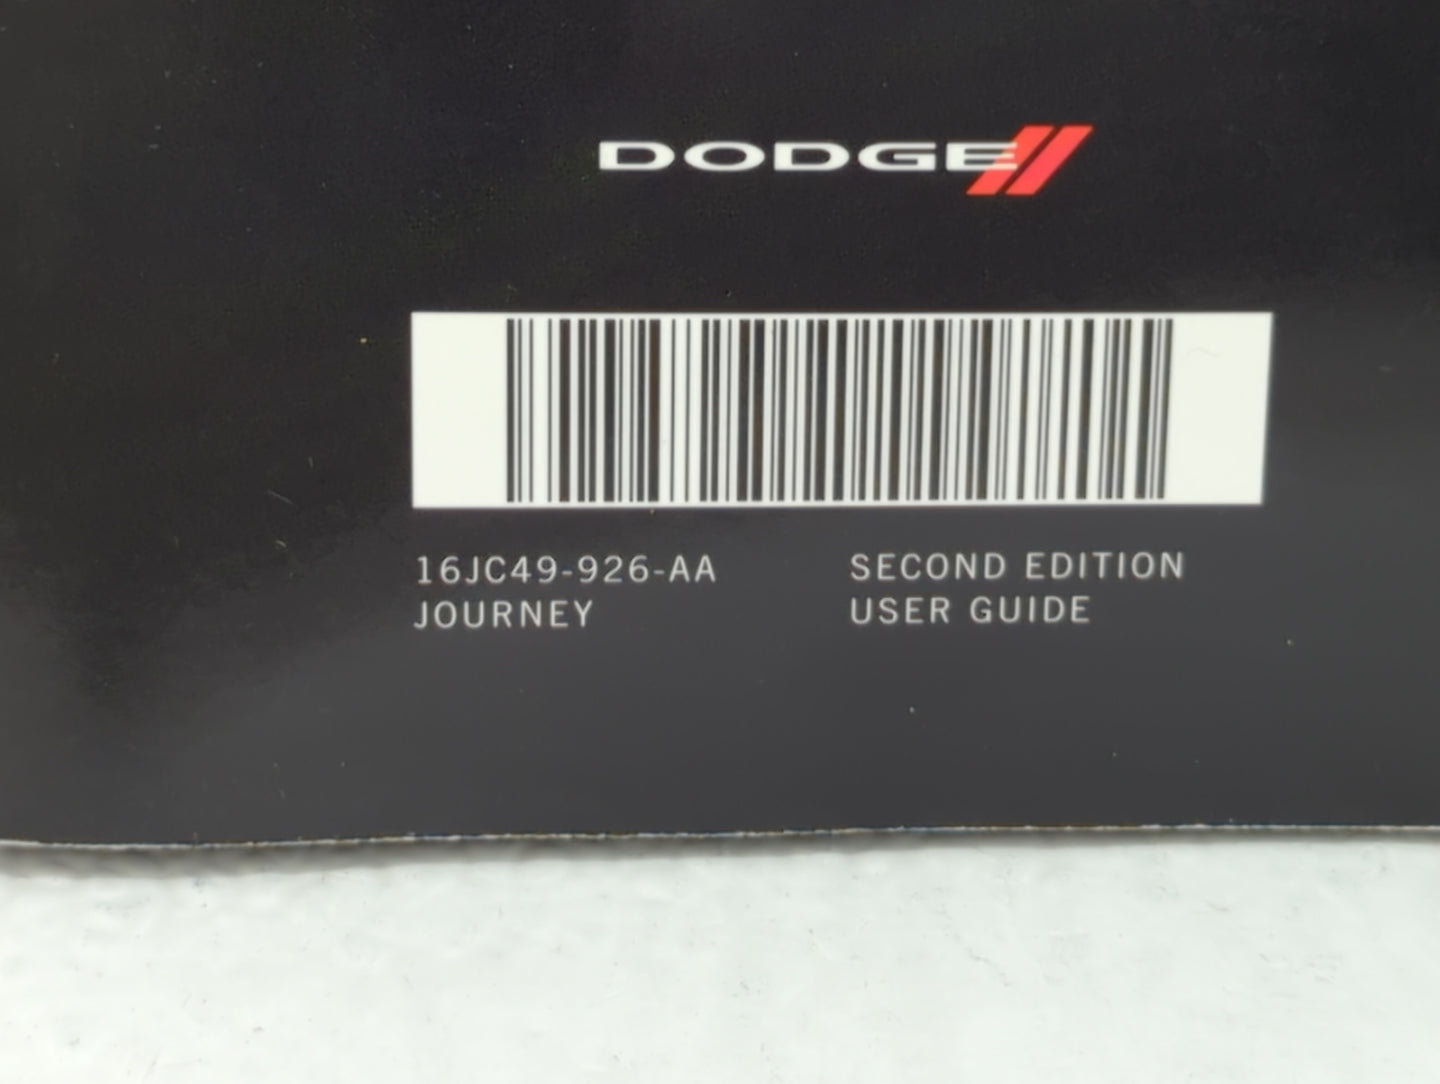 DODGE
16JC49-926-AA
JOURNEY
SECOND EDITION
USER GUIDE